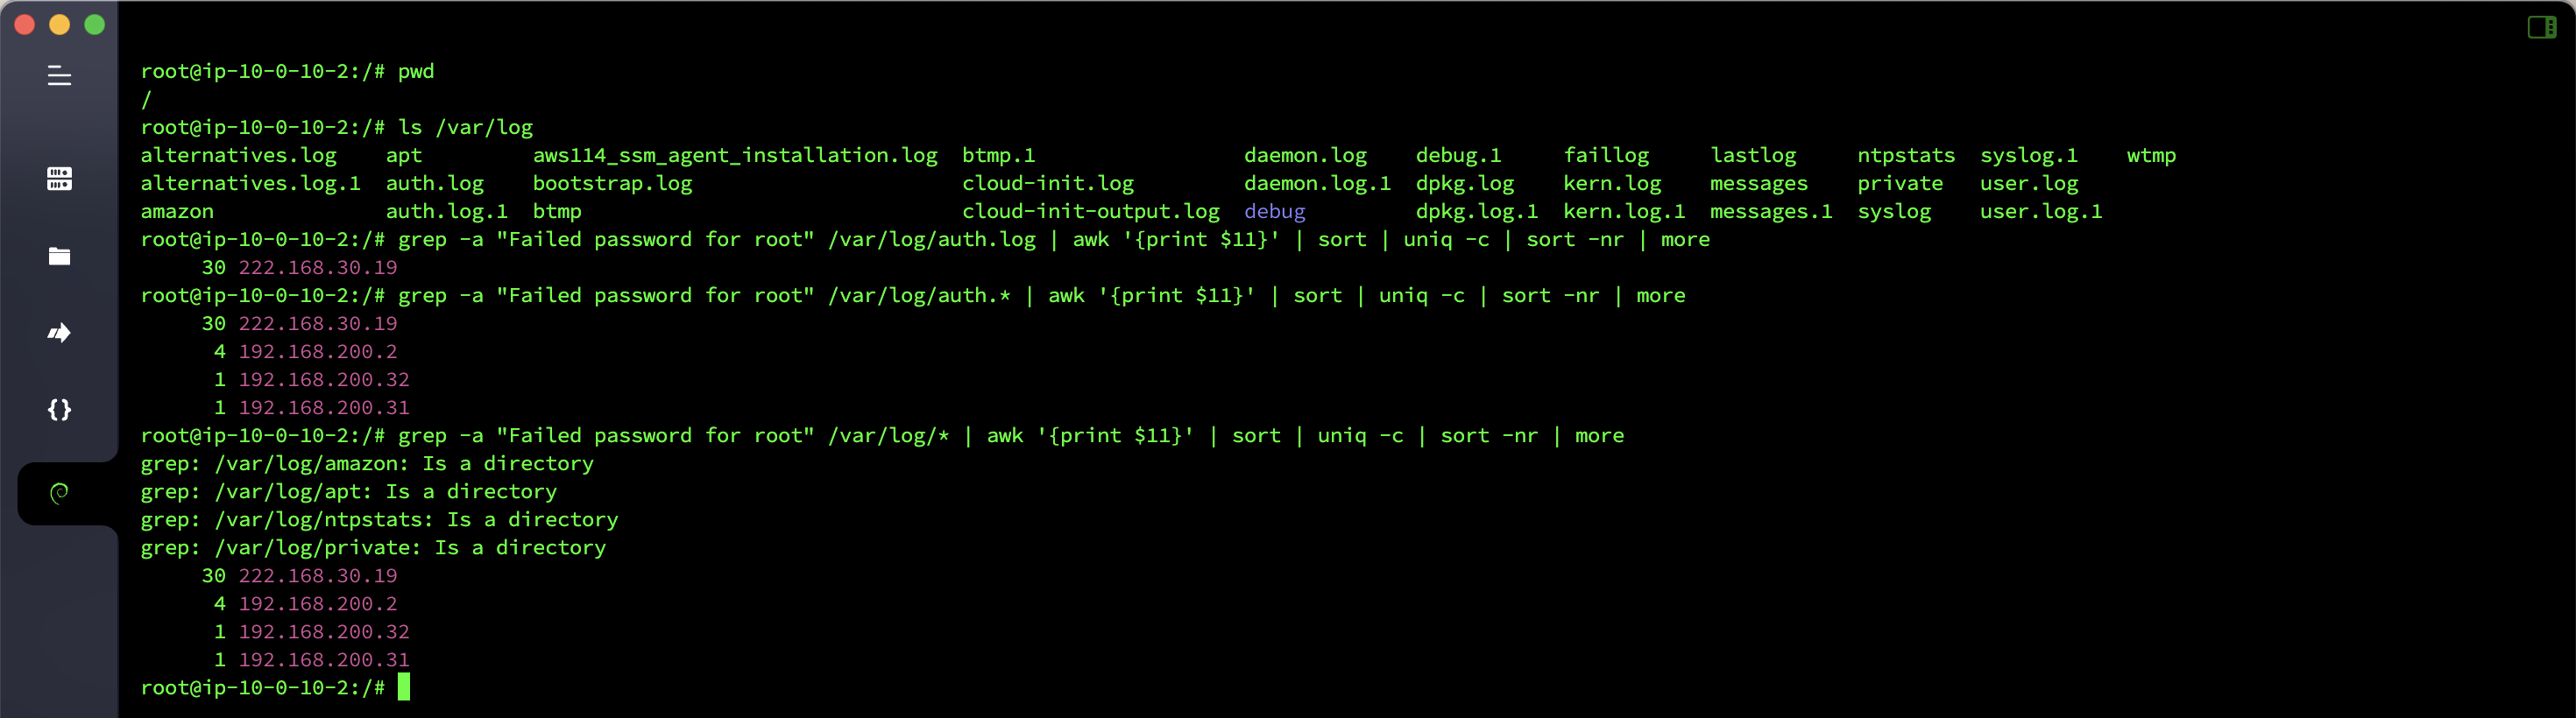 root@ip-10-0-10-2:/# pwd
/
root@ip-10-0-10-2:/# ls /var/log
alternatives.log    apt         aws114_ssm_agent_installation.log  btmp.1                 daemon.log    debug.1     faillog     lastlog     ntpstats  syslog.1    wtmp
alternatives.log.1  auth.log    bootstrap.log                      cloud-init.log         daemon.log.1  dpkg.log    kern.log    messages    private   user.log
amazon              auth.log.1  btmp                               cloud-init-output.log  debug         dpkg.log.1  kern.log.1  messages.1  syslog    user.log.1
root@ip-10-0-10-2:/# grep -a "Failed password for root" /var/log/auth.log | awk '{print $11}' | sort | uniq -c | sort -nr | more
     30 222.168.30.19
root@ip-10-0-10-2:/# grep -a "Failed password for root" /var/log/auth.* | awk '{print $11}' | sort | uniq -c | sort -nr | more
     30 222.168.30.19
      4 192.168.200.2
      1 192.168.200.32
      1 192.168.200.31
root@ip-10-0-10-2:/# grep -a "Failed password for root" /var/log/* | awk '{print $11}' | sort | uniq -c | sort -nr | more
grep: /var/log/amazon: Is a directory
grep: /var/log/apt: Is a directory
grep: /var/log/ntpstats: Is a directory
grep: /var/log/private: Is a directory
     30 222.168.30.19
      4 192.168.200.2
      1 192.168.200.32
      1 192.168.200.31
root@ip-10-0-10-2:/#